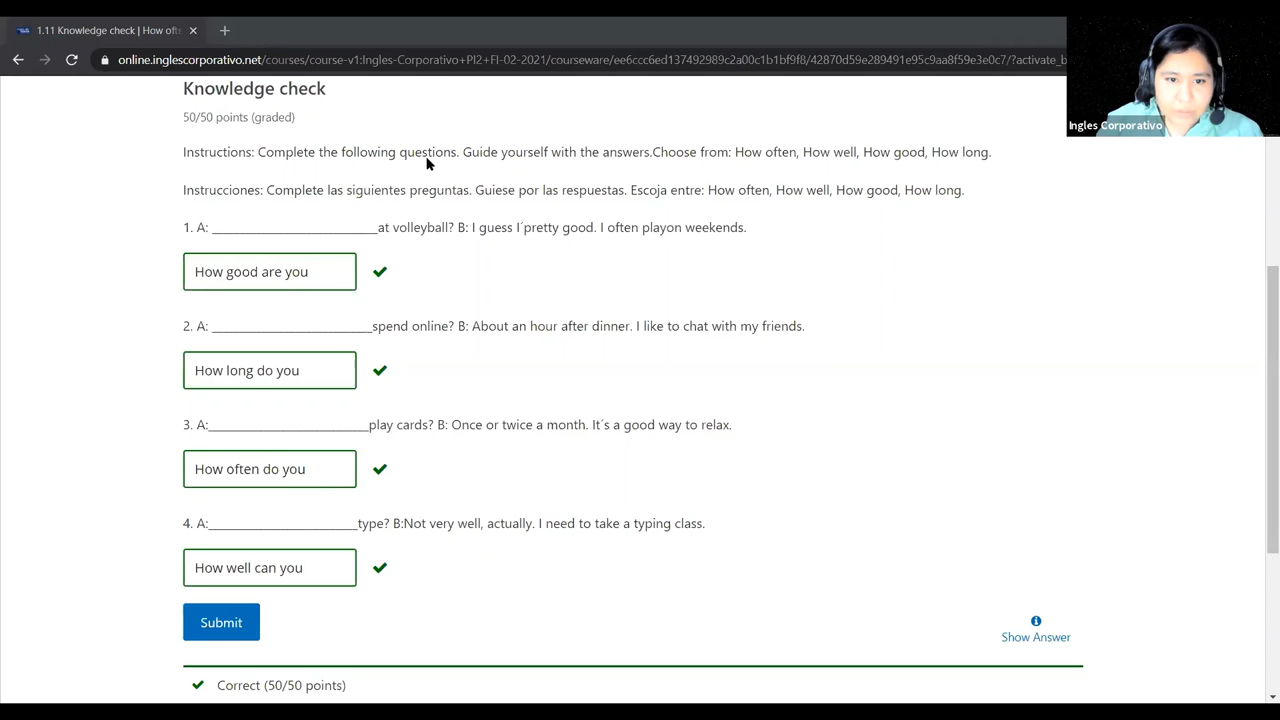 1.11 Knowledge check | How oft
online.inglescorporativo.net/courses/course-v1:Ingles-Corporativo+PI2+FI-02-2021/courseware/ee6ccc6ed137492989c2a00c1b1bf9f8/42870d59e289491e95c9aa8f59e3e0c7/?activate_b
Ingles Corporativo
Knowledge check
50/50 points (graded)
Instructions: Complete the following questions. Guide yourself with the answers.Choose from: How often, How well, How good, How long.
Instrucciones: Complete las siguientes preguntas. Guiese por las respuestas. Escoja entre: How often, How well, How good, How long.
1. A: __________________________at volleyball? B: I guess I´pretty good. I often playon weekends.
How good are you
2. A: _________________________spend online? B: About an hour after dinner. I like to chat with my friends.
How long do you
3. A:_________________________play cards? B: Once or twice a month. It´s a good way to relax.
How often do you
4. A:_______________________type? B:Not very well, actually. I need to take a typing class.
How well can you
Submit
Show Answer
Correct (50/50 points)